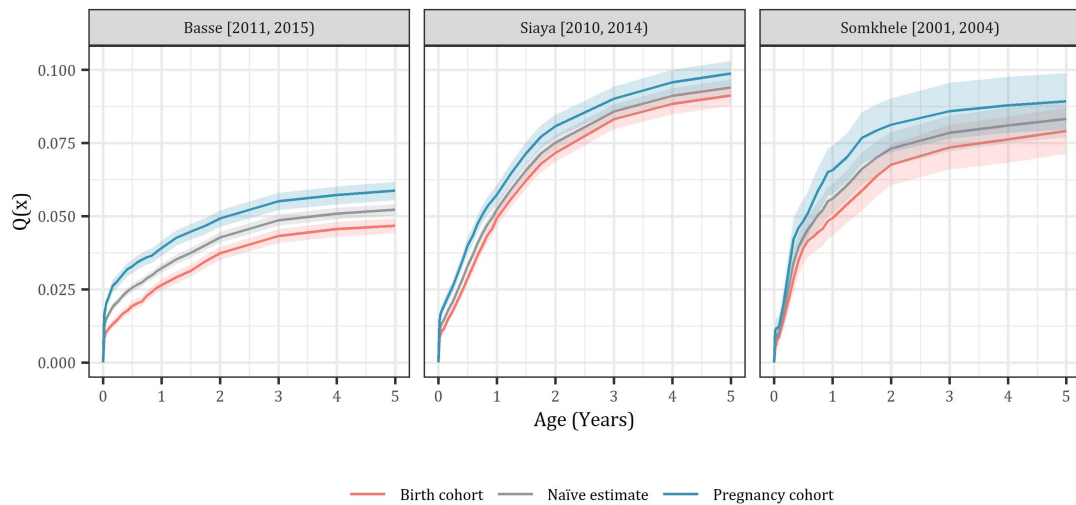 Basse [2011, 2015) Siaya [2010, 2014) Somkhele [2001, 2004)
Q(x)
0.100
0.075
0.050
0.025
0.000
0 1 2 3 4 5 0 1 2 3 4 5 0 1 2 3 4 5
Age (Years)
Birth cohort Naïve estimate Pregnancy cohort